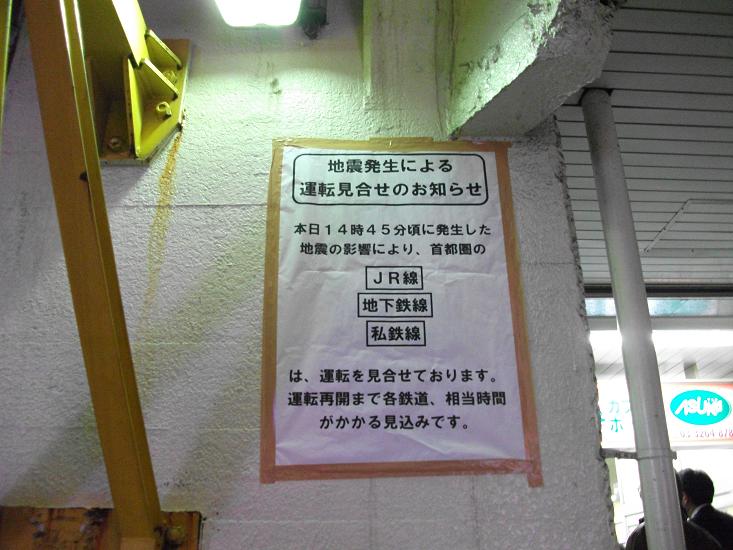 地震発生による
運転見合せのお知らせ
本日１４時４５分頃に発生した
地震の影響により、首都圏の
ＪＲ線
地下鉄線
私鉄線
は、運転を見合せております。
運転再開まで各鉄道、相当時間
がかかる見込みです。